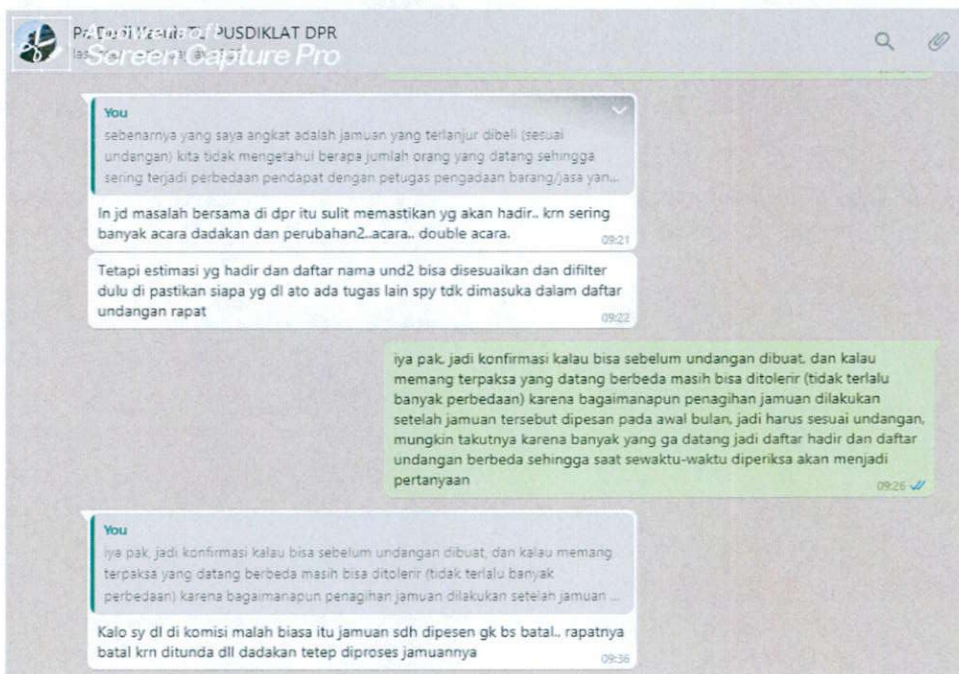 PUSDIKLAT DPR
Screen Capture Pro
You
sebenarnya yang saya angkat adalah jamuan yang terlanjur dibeli (sesuai
undangan) kita tidak mengetahui berapa jumlah orang yang datang sehingga
sering terjadi perbedaan pendapat dengan petugas pengadaan barang/jasa yan...
In jd masalah bersama di dpr itu sulit memastikan yg akan hadir.. krn sering
banyak acara dadakan dan perubahan2..acara.. double acara.
09:21
Tetapi estimasi yg hadir dan daftar nama und2 bisa disesuaikan dan difilter
dulu di pastikan siapa yg dl ato ada tugas lain spy tdk dimasuka dalam daftar
undangan rapat
09:22
iya pak, jadi konfirmasi kalau bisa sebelum undangan dibuat, dan kalau
memang terpaksa yang datang berbeda masih bisa ditolerir (tidak terlalu
banyak perbedaan) karena bagaimanapun penagihan jamuan dilakukan
setelah jamuan tersebut dipesan pada awal bulan, jadi harus sesuai undangan,
mungkin takutnya karena banyak yang ga datang jadi daftar hadir dan daftar
undangan berbeda sehingga saat sewaktu-waktu diperiksa akan menjadi
pertanyaan
09:26
You
iya pak, jadi konfirmasi kalau bisa sebelum undangan dibuat, dan kalau memang
terpaksa yang datang berbeda masih bisa ditolerir (tidak terlalu banyak
perbedaan) karena bagaimanapun penagihan jamuan dilakukan setelah jamuan ...
Kalo sy dl di komisi malah biasa itu jamuan sdh dipesen gk bs batal.. rapatnya
batal krn ditunda dll dadakan tetep diproses jamuannya
09:36